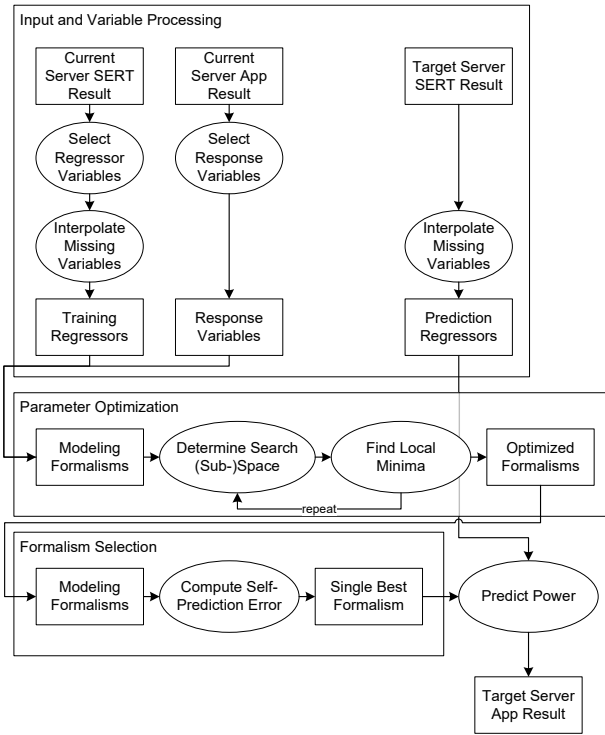 Input and Variable Processing
Current
Server SERT
Result
Current
Server App
Result
Target Server
SERT Result
Select
Regressor
Variables
Select
Response
Variables
Interpolate
Missing
Variables
Interpolate
Missing
Variables
Training
Regressors
Response
Variables
Prediction
Regressors
Parameter Optimization
Modeling
Formalisms
Determine Search
(Sub-)Space
Find Local
Minima
Optimized
Formalisms
repeat
Formalism Selection
Modeling
Formalisms
Compute Self-
Prediction Error
Single Best
Formalism
Predict Power
Target Server
App Result